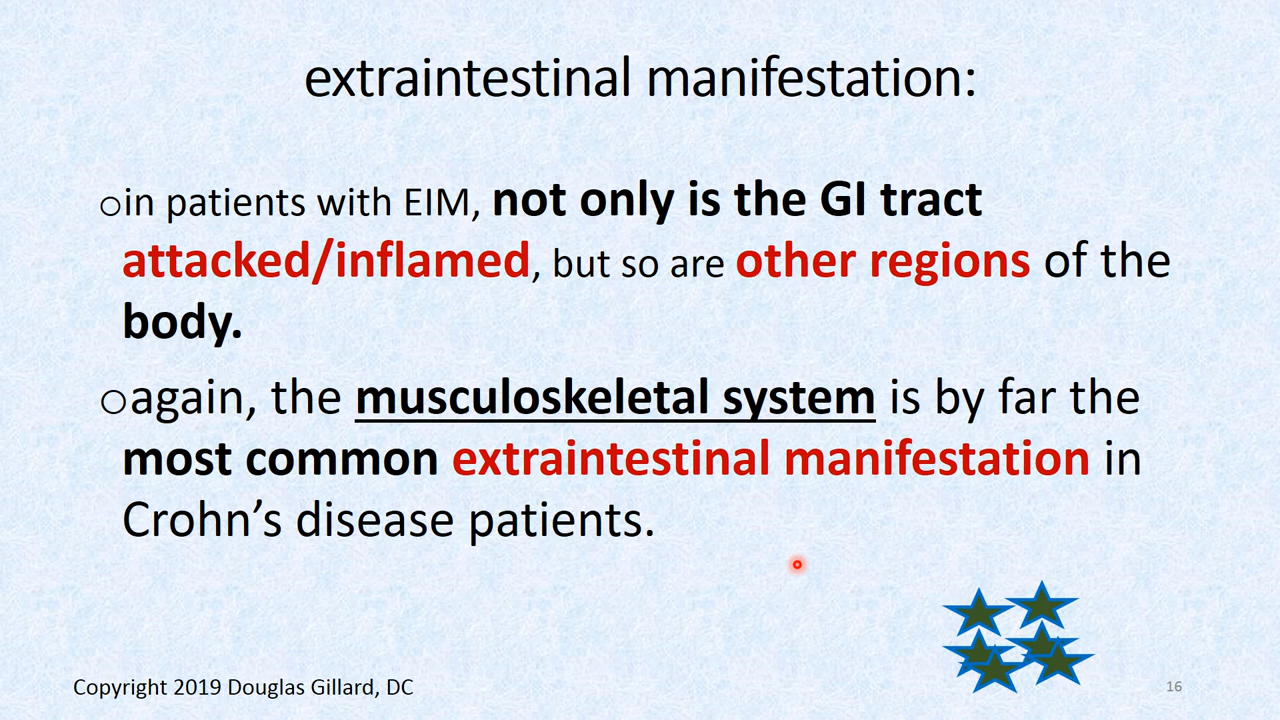 extraintestinal manifestation:
○in patients with EIM, not only is the GI tract
attacked/inflamed, but so are other regions of the
body.
○again, the musculoskeletal system is by far the
most common extraintestinal manifestation in
Crohn’s disease patients.
Copyright 2019 Douglas Gillard, DC
16